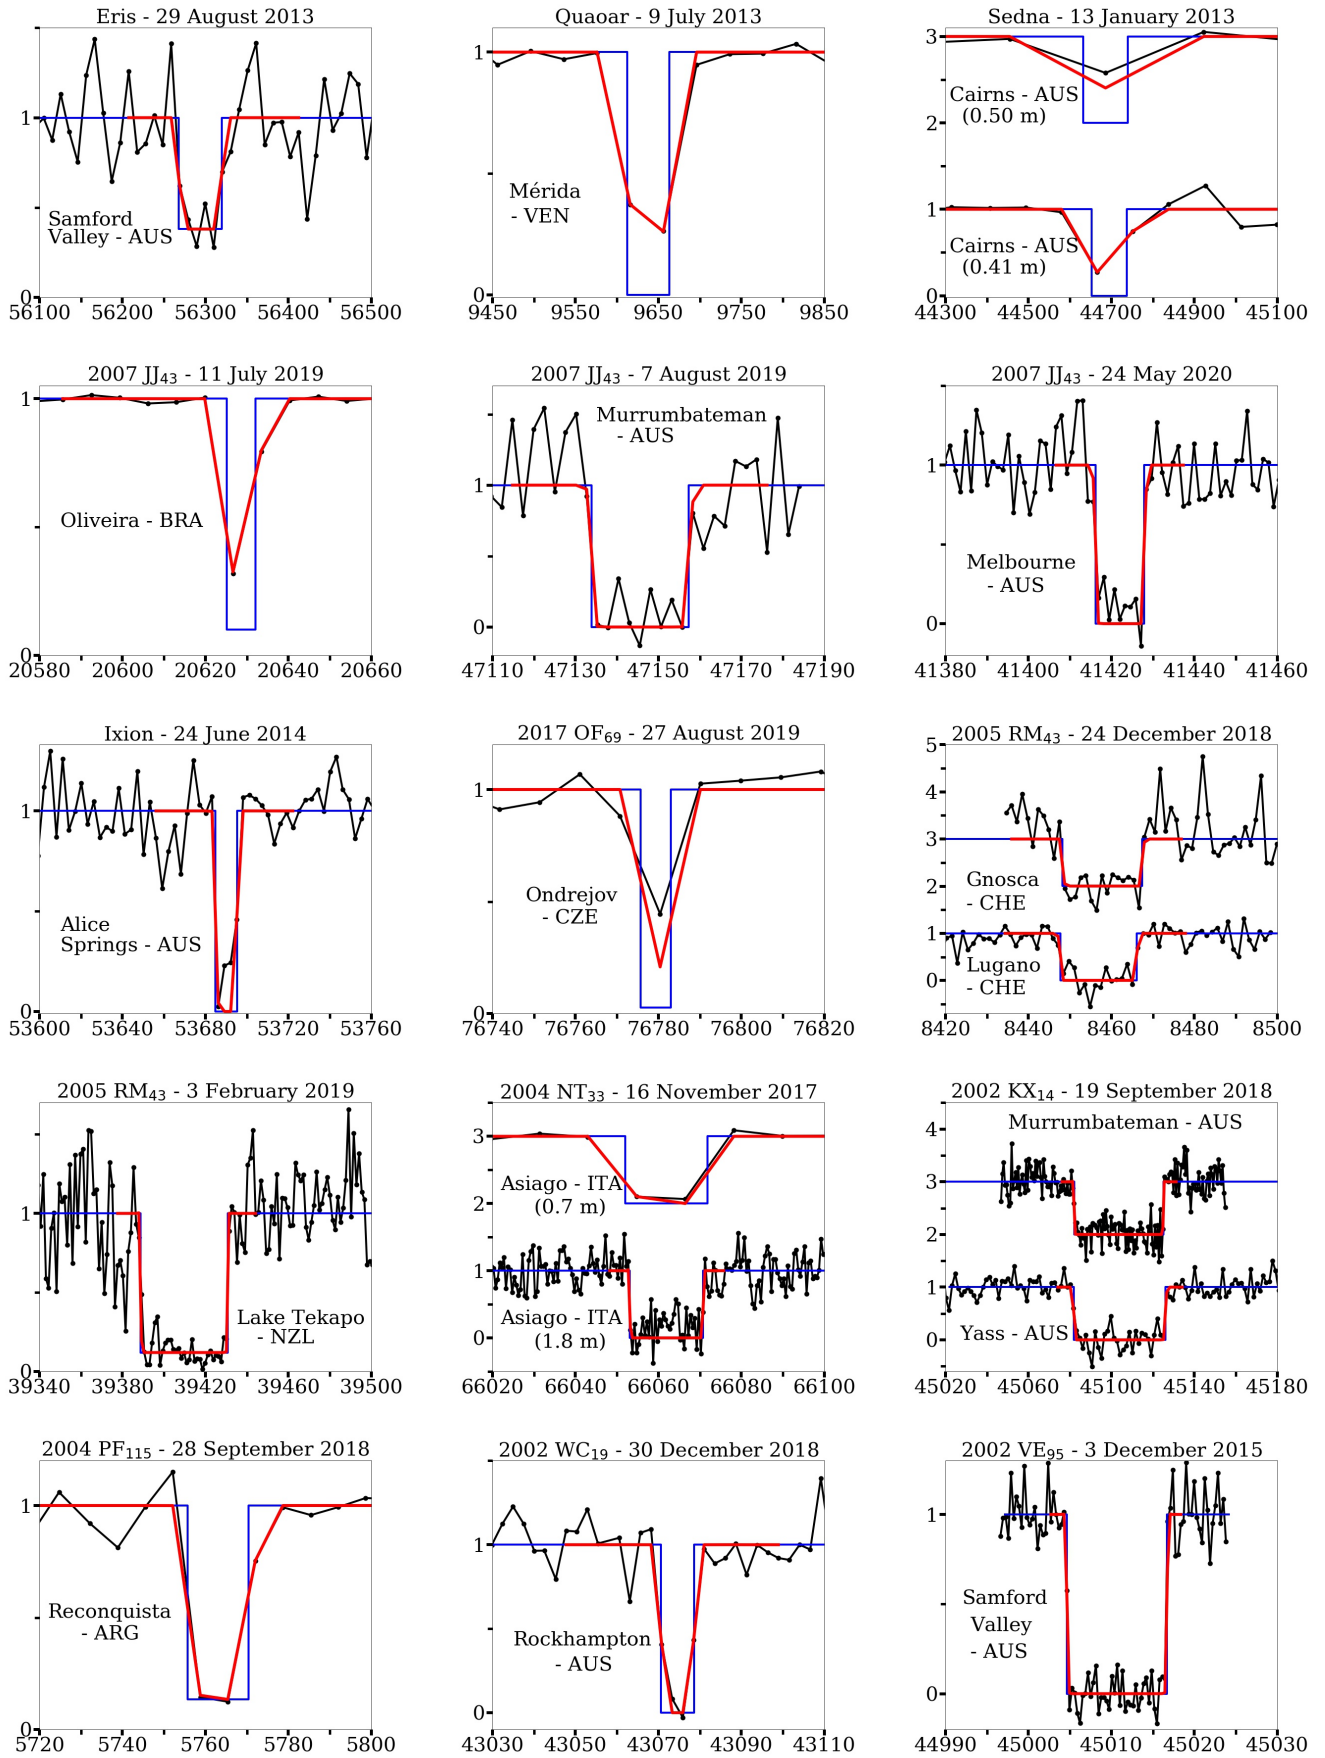 Eris - 29 August 2013
1
0
Samford
Valley - AUS
56100 56200 56300 56400 56500
Quaoar - 9 July 2013
1
0
Mérida
- VEN
9450 9550 9650 9750 9850
Sedna - 13 January 2013
3
2
1
0
Cairns - AUS
(0.50 m)
Cairns - AUS
(0.41 m)
44300 44500 44700 44900 45100
2007 JJ₄₃ - 11 July 2019
1
0
Oliveira - BRA
20580 20600 20620 20640 20660
2007 JJ₄₃ - 7 August 2019
1
0
Murrumbateman
- AUS
47110 47130 47150 47170 47190
2007 JJ₄₃ - 24 May 2020
1
0
Melbourne
- AUS
41380 41400 41420 41440 41460
Ixion - 24 June 2014
1
0
Alice
Springs - AUS
53600 53640 53680 53720 53760
2017 OF₆₉ - 27 August 2019
1
0
Ondrejov
- CZE
76740 76760 76780 76800 76820
2005 RM₄₃ - 24 December 2018
5
4
3
2
1
0
Gnosca
- CHE
Lugano
- CHE
8420 8440 8460 8480 8500
2005 RM₄₃ - 3 February 2019
1
0
Lake Tekapo
- NZL
39340 39380 39420 39460 39500
2004 NT₃₃ - 16 November 2017
3
2
1
0
Asiago - ITA
(0.7 m)
Asiago - ITA
(1.8 m)
66020 66040 66060 66080 66100
2002 KX₁₄ - 19 September 2018
4
3
2
1
0
Murrumbateman - AUS
Yass - AUS
45020 45060 45100 45140 45180
2004 PF₁₁₅ - 28 September 2018
1
0
Reconquista
- ARG
5720 5740 5760 5780 5800
2002 WC₁₉ - 30 December 2018
1
0
Rockhampton
- AUS
43030 43050 43070 43090 43110
2002 VE₉₅ - 3 December 2015
1
0
Samford
Valley
- AUS
44990 45000 45010 45020 45030